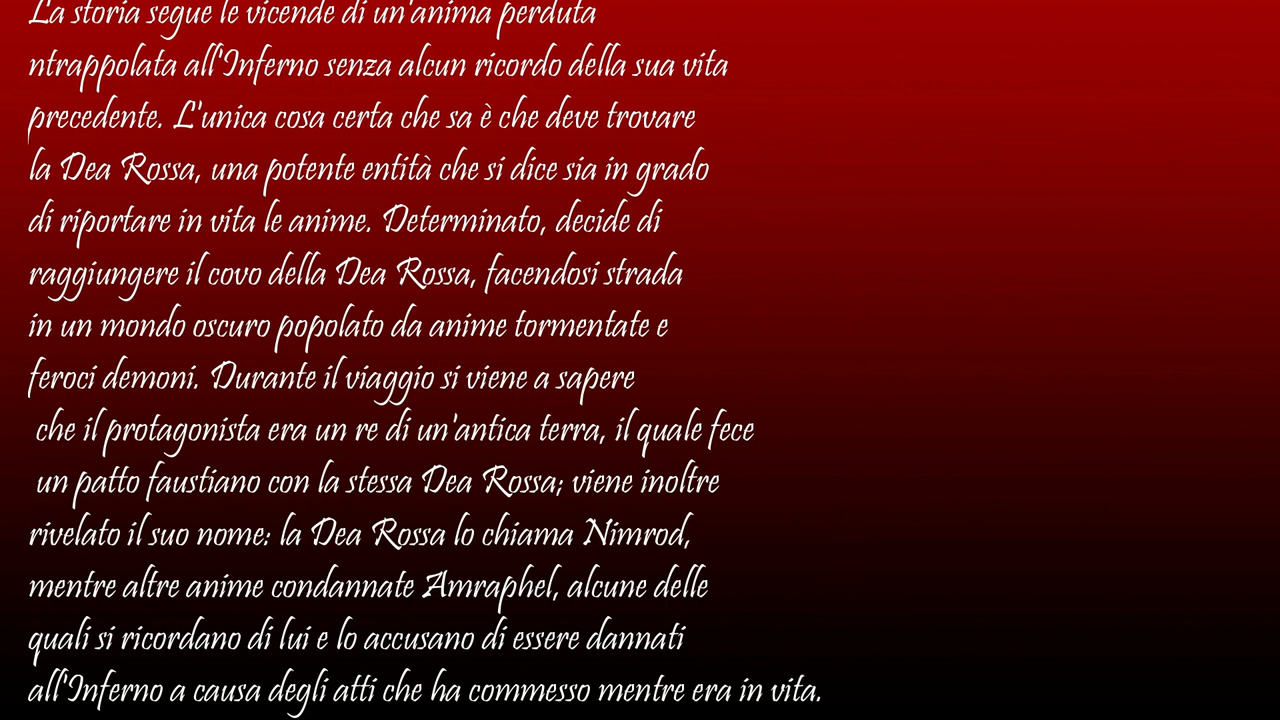 La storia segue le vicende di un'anima perduta
ntrappolata all'Inferno senza alcun ricordo della sua vita
precedente. L'unica cosa certa che sa è che deve trovare
la Dea Rossa, una potente entità che si dice sia in grado
di riportare in vita le anime. Determinato, decide di
raggiungere il covo della Dea Rossa, facendosi strada
in un mondo oscuro popolato da anime tormentate e
feroci demoni. Durante il viaggio si viene a sapere
che il protagonista era un re di un'antica terra, il quale fece
un patto faustiano con la stessa Dea Rossa; viene inoltre
rivelato il suo nome: la Dea Rossa lo chiama Nimrod,
mentre altre anime condannate Amraphel, alcune delle
quali si ricordano di lui e lo accusano di essere dannati
all'Inferno a causa degli atti che ha commesso mentre era in vita.